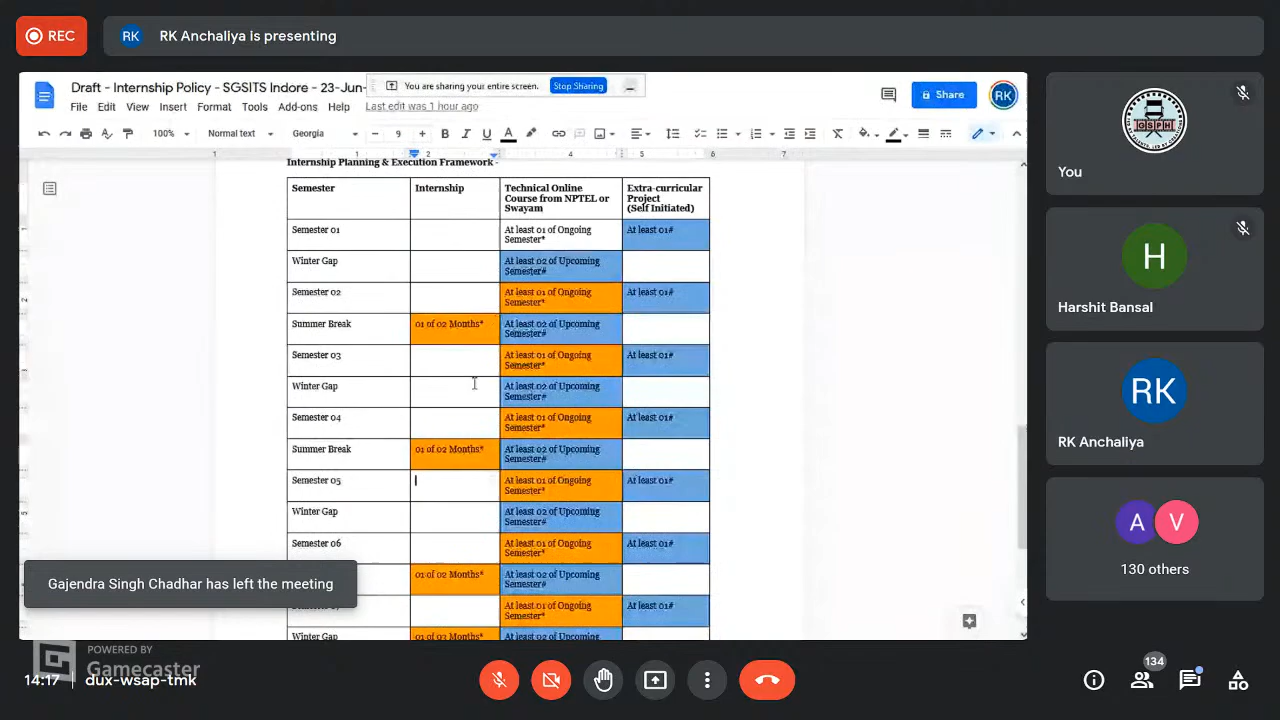 REC
RK
RK Anchaliya is presenting
Draft - Internship Policy - SGSITS Indore - 23-Jun-
You are sharing your entire screen.
Stop Sharing
File Edit View Insert Format Tools Add-ons Help
Last edit was 1 hour ago
Share
RK
100% Normal text Georgia 9
1 2 4 5 6 7
Internship Planning & Execution Framework -
Semester Internship Technical Online Course from NPTEL or Swayam Extra-curricular Project (Self Initiated)
Semester 01 At least 01 of Ongoing Semester* At least 01#
Winter Gap At least 02 of Upcoming Semester#
Semester 02 At least 01 of Ongoing Semester* At least 01#
Summer Break 01 of 02 Months* At least 02 of Upcoming Semester#
Semester 03 At least 01 of Ongoing Semester* At least 01#
Winter Gap At least 02 of Upcoming Semester#
Semester 04 At least 01 of Ongoing Semester* At least 01#
Summer Break 01 of 02 Months* At least 02 of Upcoming Semester#
Semester 05 At least 01 of Ongoing Semester* At least 01#
Winter Gap At least 02 of Upcoming Semester#
Semester 06 At least 01 of Ongoing Semester* At least 01#
01 of 02 Months* At least 02 of Upcoming Semester#
At least 01 of Ongoing Semester* At least 01#
Winter Gap 01 of 03 Months* At least 02 of Upcoming
Gajendra Singh Chadhar has left the meeting
POWERED BY
Gamecaster
14:17 dux-wsap-tmk
134
You
H
Harshit Bansal
RK
RK Anchaliya
A V
130 others